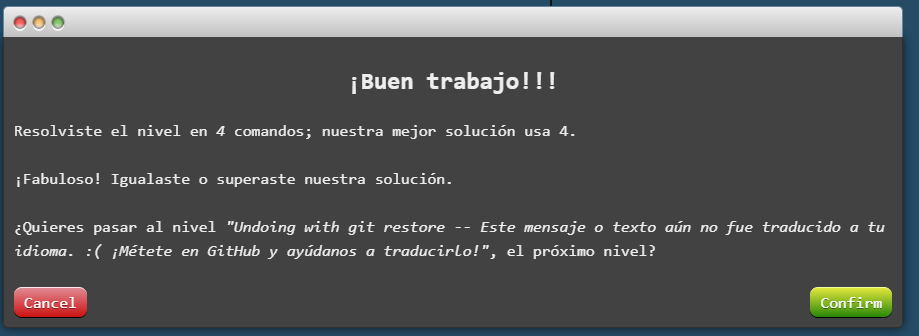 ¡Buen trabajo!!!
Resolviste el nivel en 4 comandos; nuestra mejor solución usa 4.
¡Fabuloso! Igualaste o superaste nuestra solución.
¿Quieres pasar al nivel "Undoing with git restore -- Este mensaje o texto aún no fue traducido a tu
idioma. :( ¡Métete en GitHub y ayúdanos a traducirlo!", el próximo nivel?
Cancel
Confirm